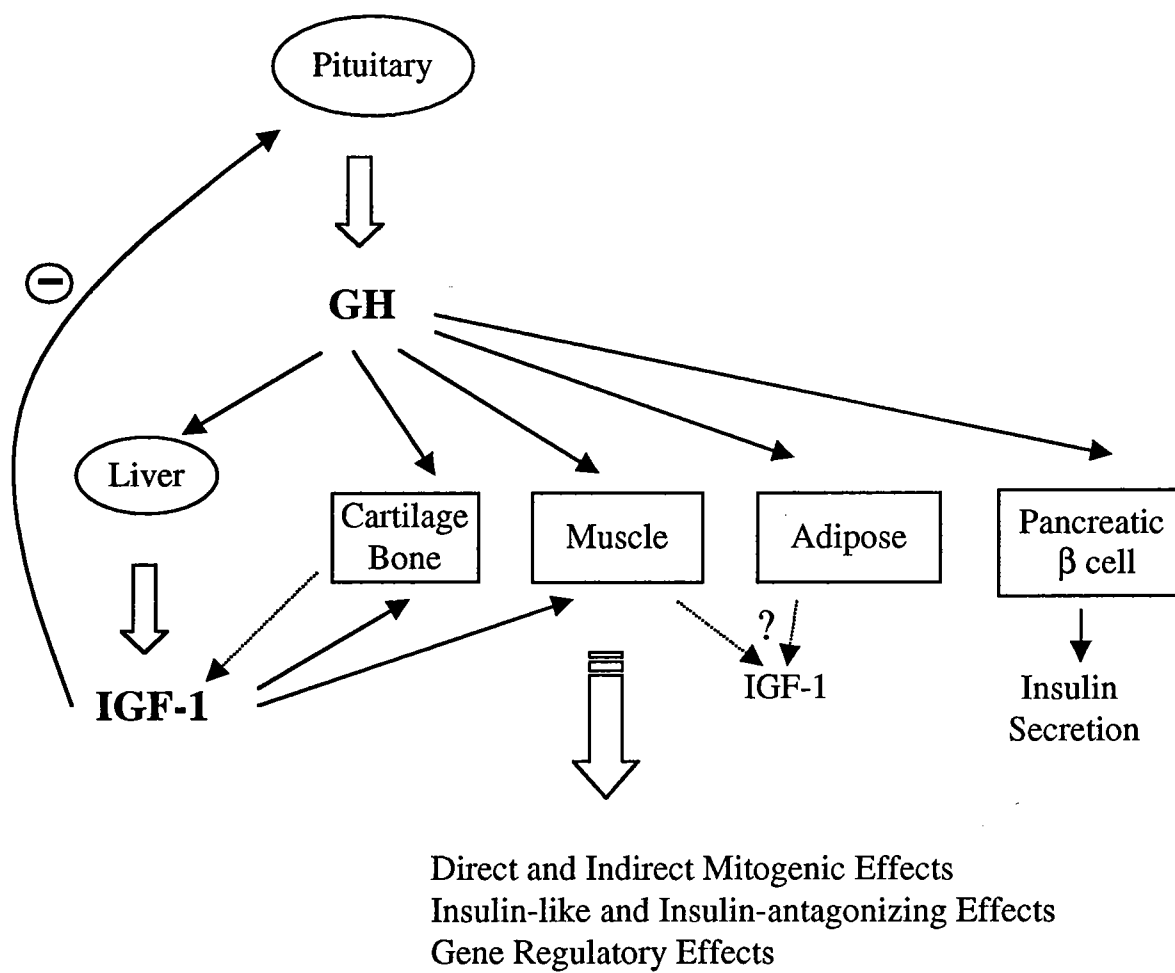 Pituitary
−
GH
Liver
Cartilage
Bone
Muscle
Adipose
Pancreatic
β cell
?
IGF-1
IGF-1
Insulin
Secretion
Direct and Indirect Mitogenic Effects
Insulin-like and Insulin-antagonizing Effects
Gene Regulatory Effects